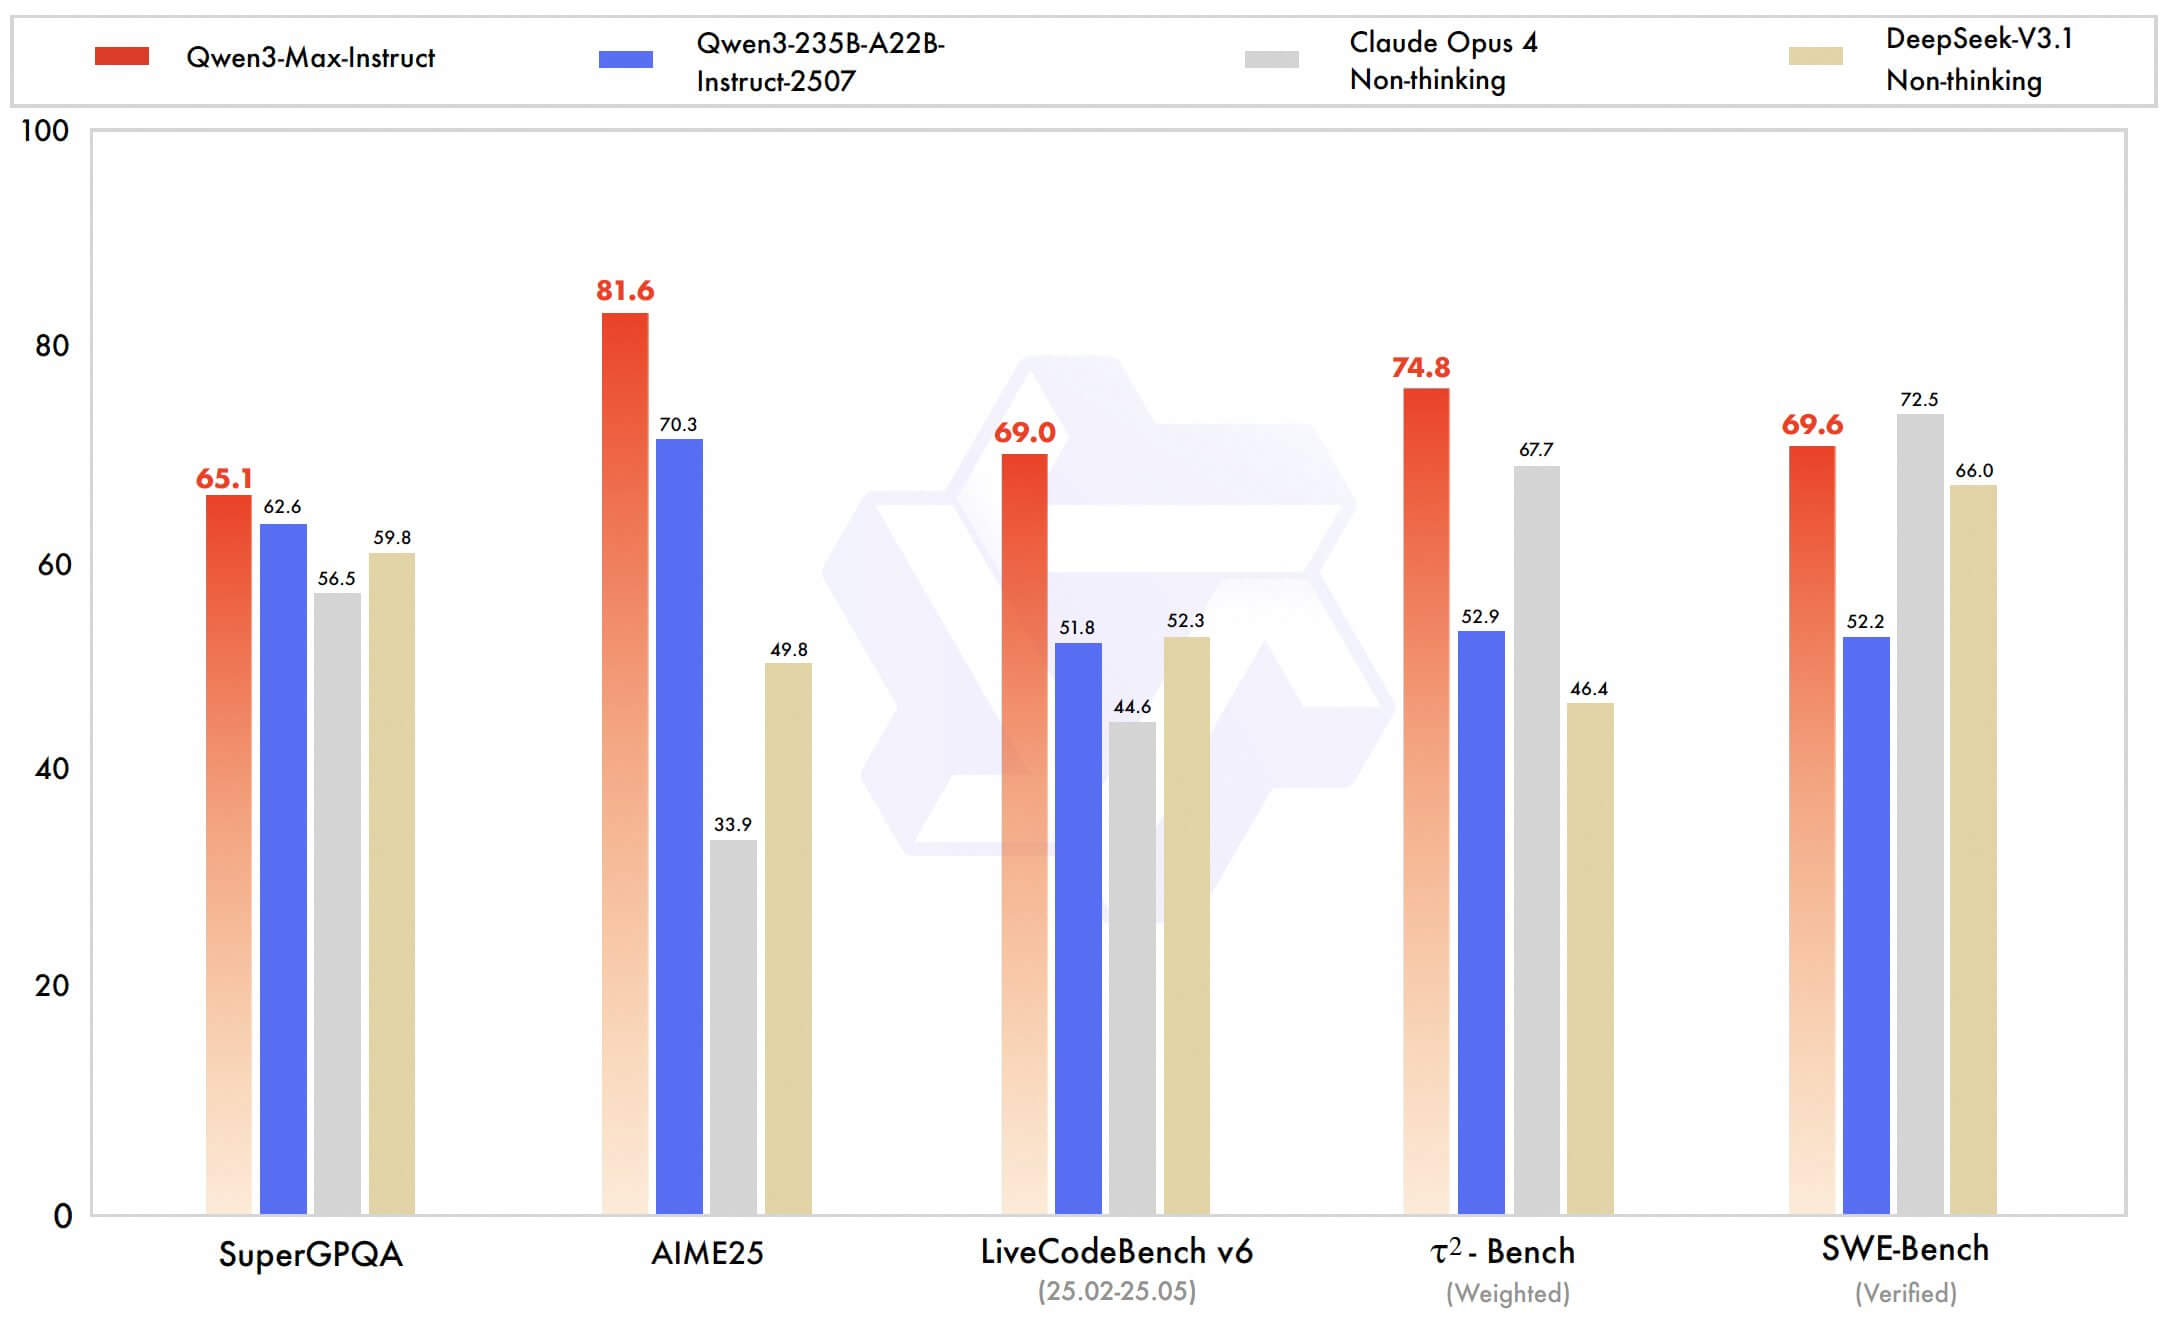 Qwen3-Max-Instruct
Qwen3-235B-A22B-
Instruct-2507
Claude Opus 4
Non-thinking
DeepSeek-V3.1
Non-thinking
100
80
60
40
20
0
65.1
62.6
56.5
59.8
81.6
70.3
33.9
49.8
69.0
51.8
44.6
52.3
74.8
52.9
67.7
46.4
69.6
52.2
72.5
66.0
SuperGPQA
AIME25
LiveCodeBench v6
(25.02-25.05)
τ² - Bench
(Weighted)
SWE-Bench
(Verified)